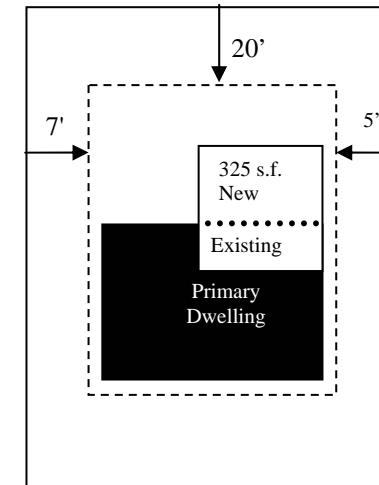 20’
7'
5’
325 s.f.
New
Existing
Primary
Dwelling